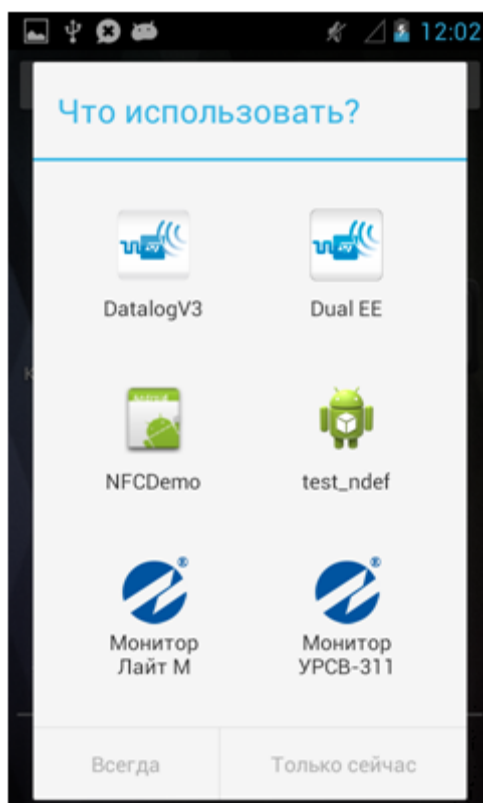 12:02
Что использовать?
DatalogV3
Dual EE
NFCDemo
test_ndef
Монитор
Лайт М
Монитор
УРСВ-311
Всегда
Только сейчас